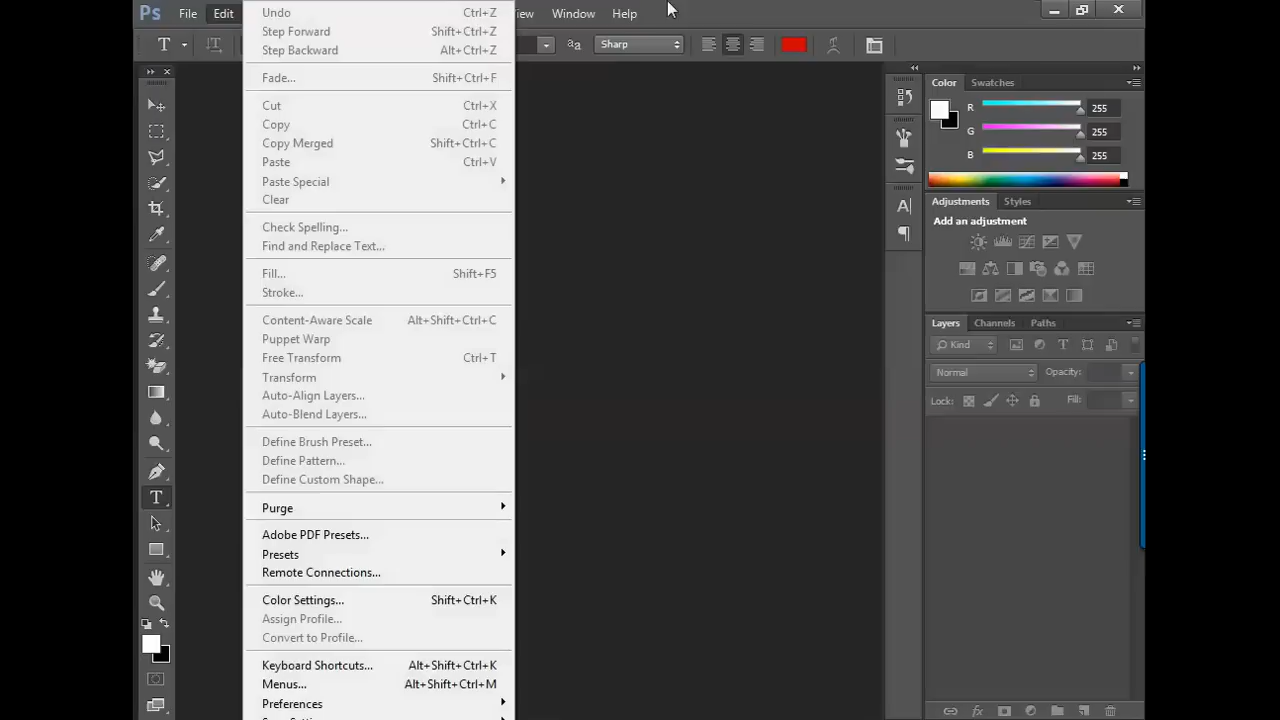 Ps File Edit Window Help
T aa Sharp
Undo Ctrl+Z
Step Forward Shift+Ctrl+Z
Step Backward Alt+Ctrl+Z
Fade... Shift+Ctrl+F
Cut Ctrl+X
Copy Ctrl+C
Copy Merged Shift+Ctrl+C
Paste Ctrl+V
Paste Special
Clear
Check Spelling...
Find and Replace Text...
Fill... Shift+F5
Stroke...
Content-Aware Scale Alt+Shift+Ctrl+C
Puppet Warp
Free Transform Ctrl+T
Transform
Auto-Align Layers...
Auto-Blend Layers...
Define Brush Preset...
Define Pattern...
Define Custom Shape...
Purge
Adobe PDF Presets...
Presets
Remote Connections...
Color Settings... Shift+Ctrl+K
Assign Profile...
Convert to Profile...
Keyboard Shortcuts... Alt+Shift+Ctrl+K
Menus... Alt+Shift+Ctrl+M
Preferences
Color Swatches
R 255
G 255
B 255
Adjustments Styles
Add an adjustment
Layers Channels Paths
Kind
Normal Opacity:
Lock: Fill: